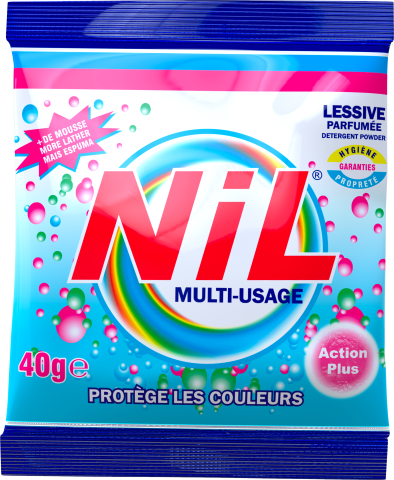 +DE MOUSSE
MORE LATHER
MAIS ESPUMA
LESSIVE
PARFUMÉE
DETERGENT POWDER
HYGIÈNE
GARANTIES
PROPRETÉ
NiL®
MULTI-USAGE
40g℮
Action
Plus
PROTÈGE LES COULEURS